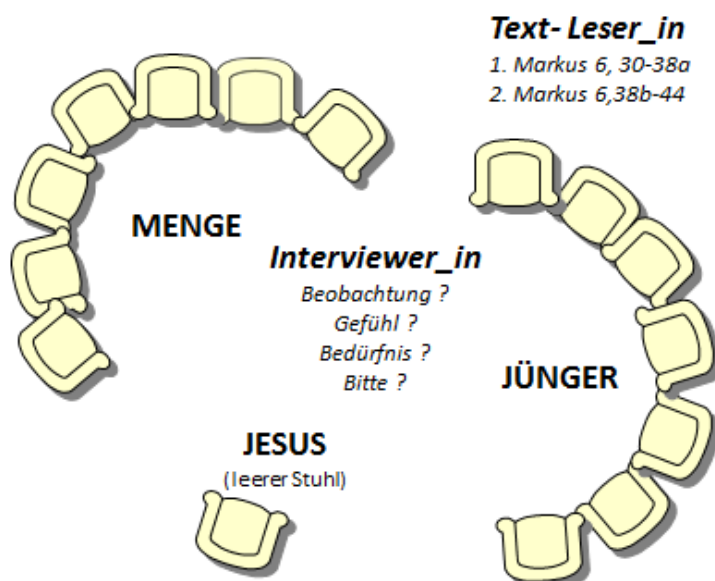 Text- Leser_in
1. Markus 6, 30-38a
2. Markus 6,38b-44
MENGE
Interviewer_in
Beobachtung ?
Gefühl ?
Bedürfnis ?
Bitte ?
JÜNGER
JESUS
(leerer Stuhl)